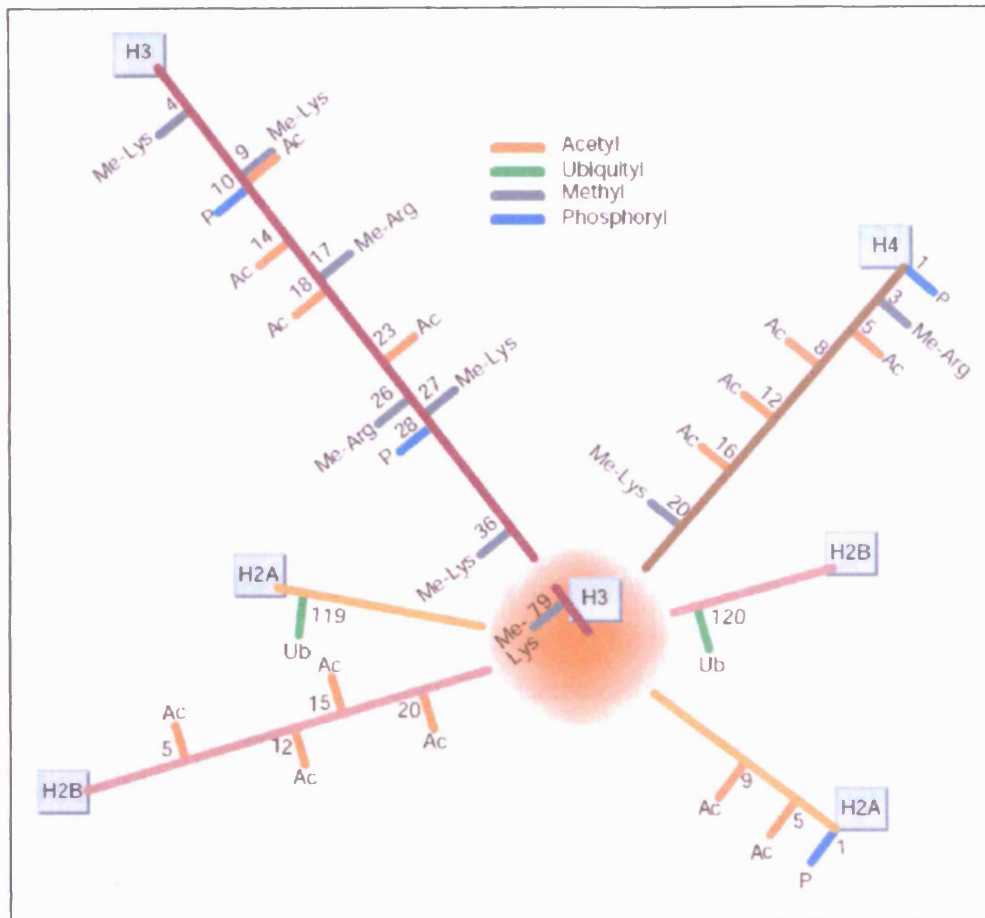 H3
4
Me-Lys
9
Me-Lys
Ac
10
P
14
Ac
17
Me-Arg
18
Ac
23
Ac
26
Me-Arg
27
Me-Lys
28
P
36
Me-Lys
Acetyl
Ubiquityl
Methyl
Phosphoryl
H4
1
P
3
Me-Arg
5
Ac
8
Ac
12
Ac
16
Ac
20
Me-Lys
H2A
119
Ub
H3
79
Me-
Lys
H2B
120
Ub
H2B
5
Ac
12
Ac
15
Ac
20
Ac
H2A
9
Ac
5
Ac
1
P